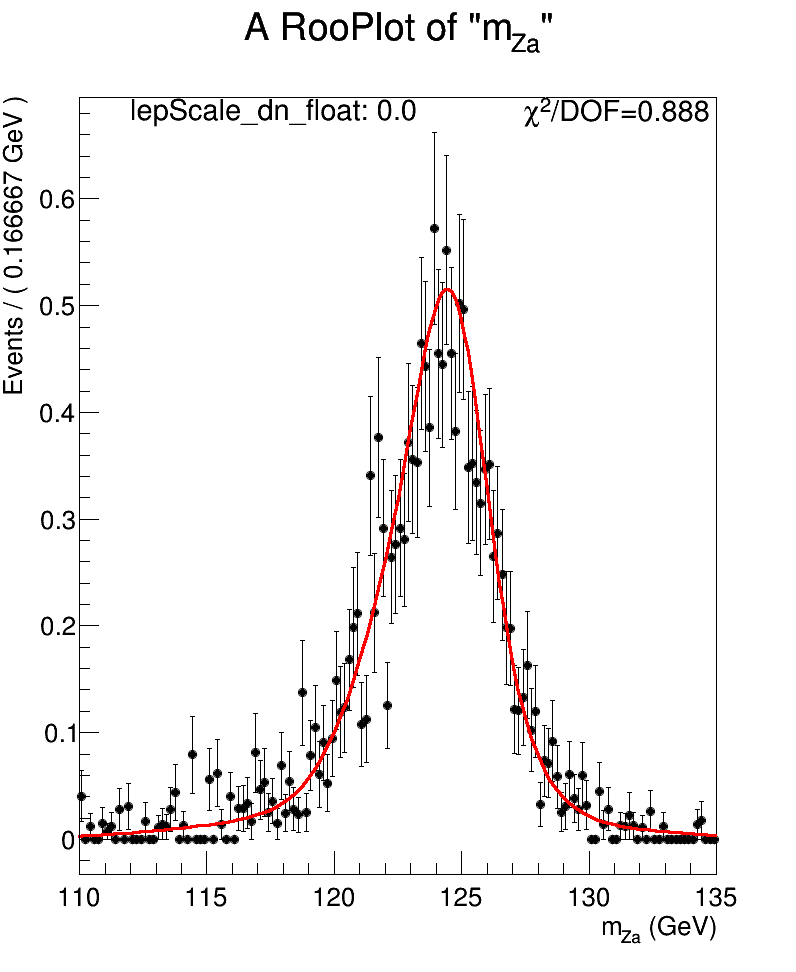 A RooPlot of "m_Za"
lepScale_dn_float: 0.0
χ²/DOF=0.888
Events / ( 0.166667 GeV )
0.6
0.5
0.4
0.3
0.2
0.1
0
110 115 120 125 130 135
m_Za (GeV)